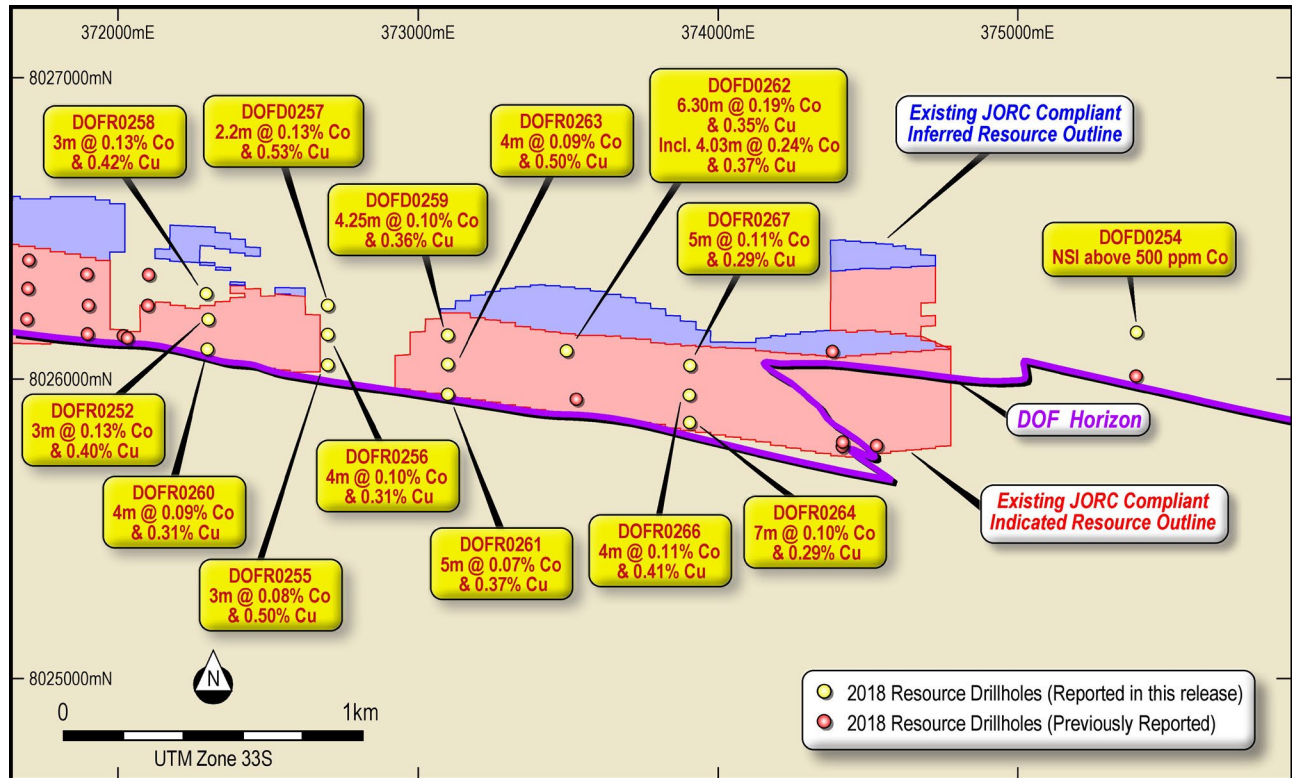 372000mE
373000mE
374000mE
375000mE
8027000mN
DOFR0258
3m @ 0.13% Co
& 0.42% Cu
DOFD0257
2.2m @ 0.13% Co
& 0.53% Cu
DOFD0259
4.25m @ 0.10% Co
& 0.36% Cu
DOFR0263
4m @ 0.09% Co
& 0.50% Cu
DOFD0262
6.30m @ 0.19% Co
& 0.35% Cu
Incl. 4.03m @ 0.24% Co
& 0.37% Cu
DOFR0267
5m @ 0.11% Co
& 0.29% Cu
Existing JORC Compliant
Inferred Resource Outline
DOFD0254
NSI above 500 ppm Co
8026000mN
DOFR0252
3m @ 0.13% Co
& 0.40% Cu
DOFR0260
4m @ 0.09% Co
& 0.31% Cu
DOFR0255
3m @ 0.08% Co
& 0.50% Cu
DOFR0256
4m @ 0.10% Co
& 0.31% Cu
DOFR0261
5m @ 0.07% Co
& 0.37% Cu
DOFR0266
4m @ 0.11% Co
& 0.41% Cu
DOFR0264
7m @ 0.10% Co
& 0.29% Cu
DOF Horizon
Existing JORC Compliant
Indicated Resource Outline
8025000mN
N
0 1km
UTM Zone 33S
2018 Resource Drillholes (Reported in this release)
2018 Resource Drillholes (Previously Reported)